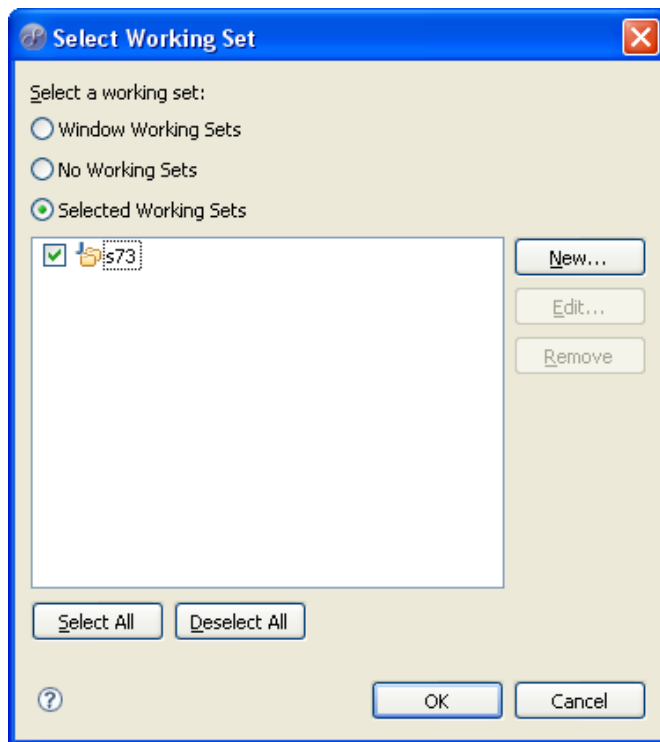 Select Working Set
Select a working set:
Window Working Sets
No Working Sets
Selected Working Sets
s73
New...
Edit...
Remove
Select All
Deselect All
OK
Cancel